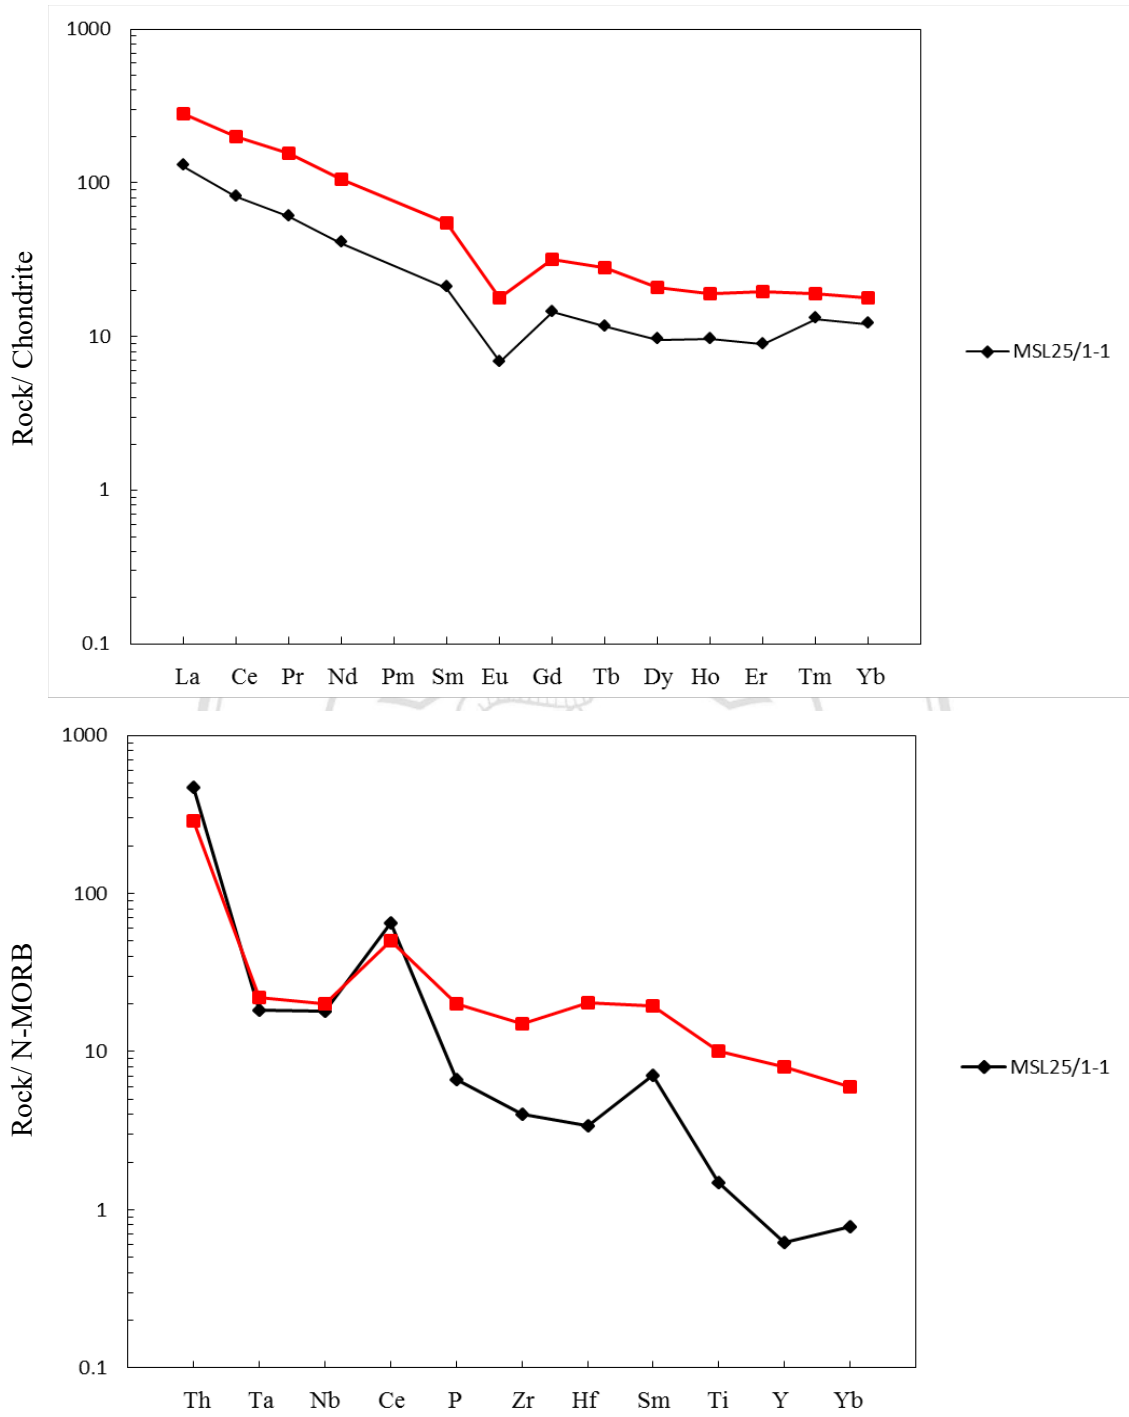 1000
100
10
1
0.1
Rock/ Chondrite
La Ce Pr Nd Pm Sm Eu Gd Tb Dy Ho Er Tm Yb
MSL25/1-1
1000
100
10
1
0.1
Rock/ N-MORB
Th Ta Nb Ce P Zr Hf Sm Ti Y Yb
MSL25/1-1